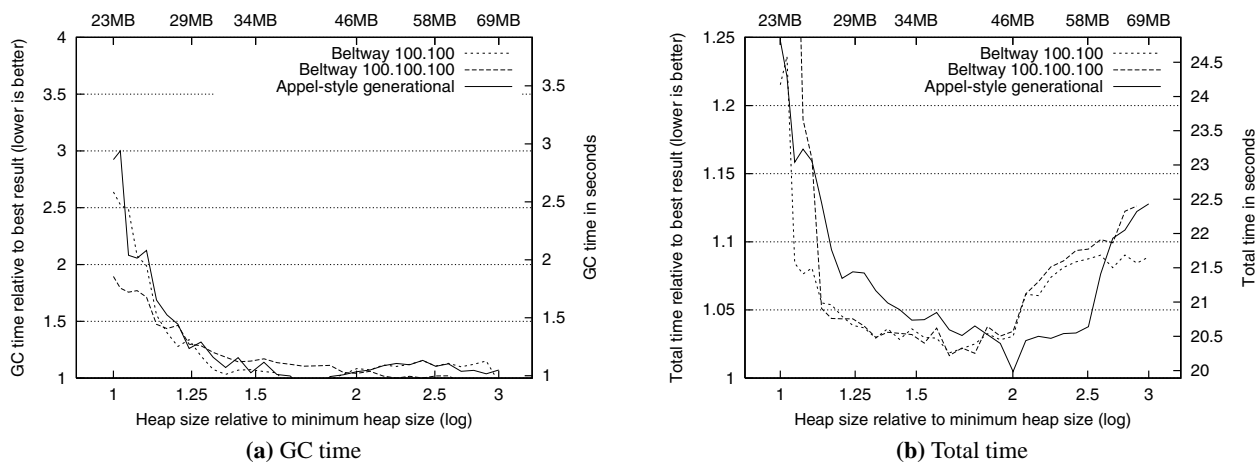 23MB 29MB 34MB 46MB 58MB 69MB
4
3.5
3
2.5
2
1.5
1
GC time relative to best result (lower is better)
Beltway 100.100
Beltway 100.100.100
Appel-style generational
3.5
3
2.5
2
1.5
1
GC time in seconds
1 1.25 1.5 2 2.5 3
Heap size relative to minimum heap size (log)
(a) GC time
23MB 29MB 34MB 46MB 58MB 69MB
1.25
1.2
1.15
1.1
1.05
1
Total time relative to best result (lower is better)
Beltway 100.100
Beltway 100.100.100
Appel-style generational
24.5
24
23.5
23
22.5
22
21.5
21
20.5
20
Total time in seconds
1 1.25 1.5 2 2.5 3
Heap size relative to minimum heap size (log)
(b) Total time